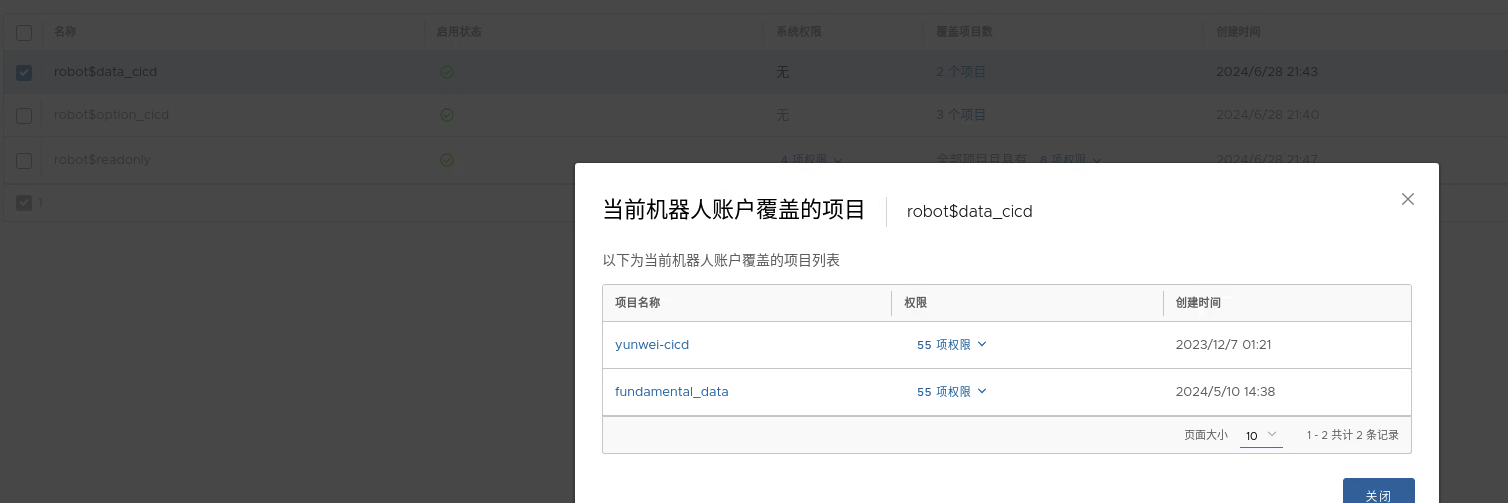 名称 启用状态 系统权限 覆盖项目数 创建时间
robot$data_cicd 无 2 个项目 2024/6/28 21:43
robot$option_cicd 无 3 个项目 2024/6/28 21:40
robot$readonly 4 项权限 全部项目且具有 8 项权限 2024/6/28 21:47
1
当前机器人账户覆盖的项目 robot$data_cicd
以下为当前机器人账户覆盖的项目列表
项目名称 权限 创建时间
yunwei-cicd 55 项权限 2023/12/7 01:21
fundamental_data 55 项权限 2024/5/10 14:38
页面大小 10 1 - 2 共计 2 条记录
关闭